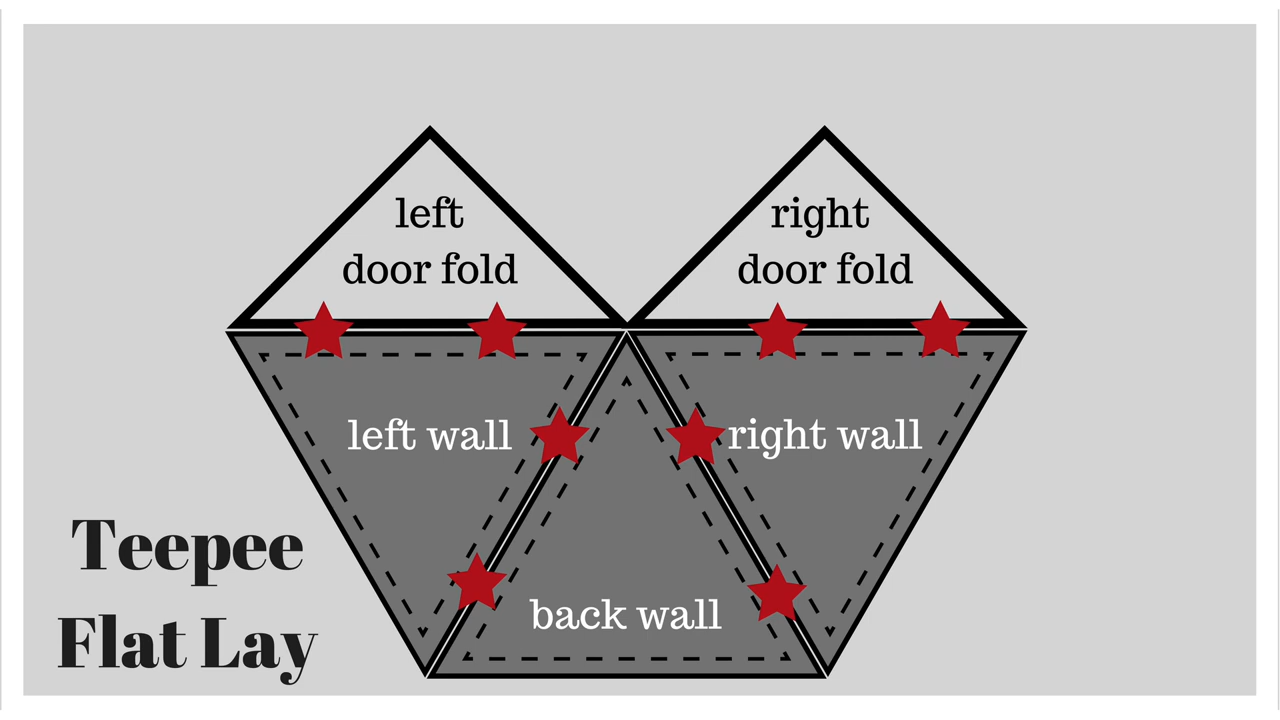 left
door fold
right
door fold
left wall
right wall
back wall
Teepee
Flat Lay